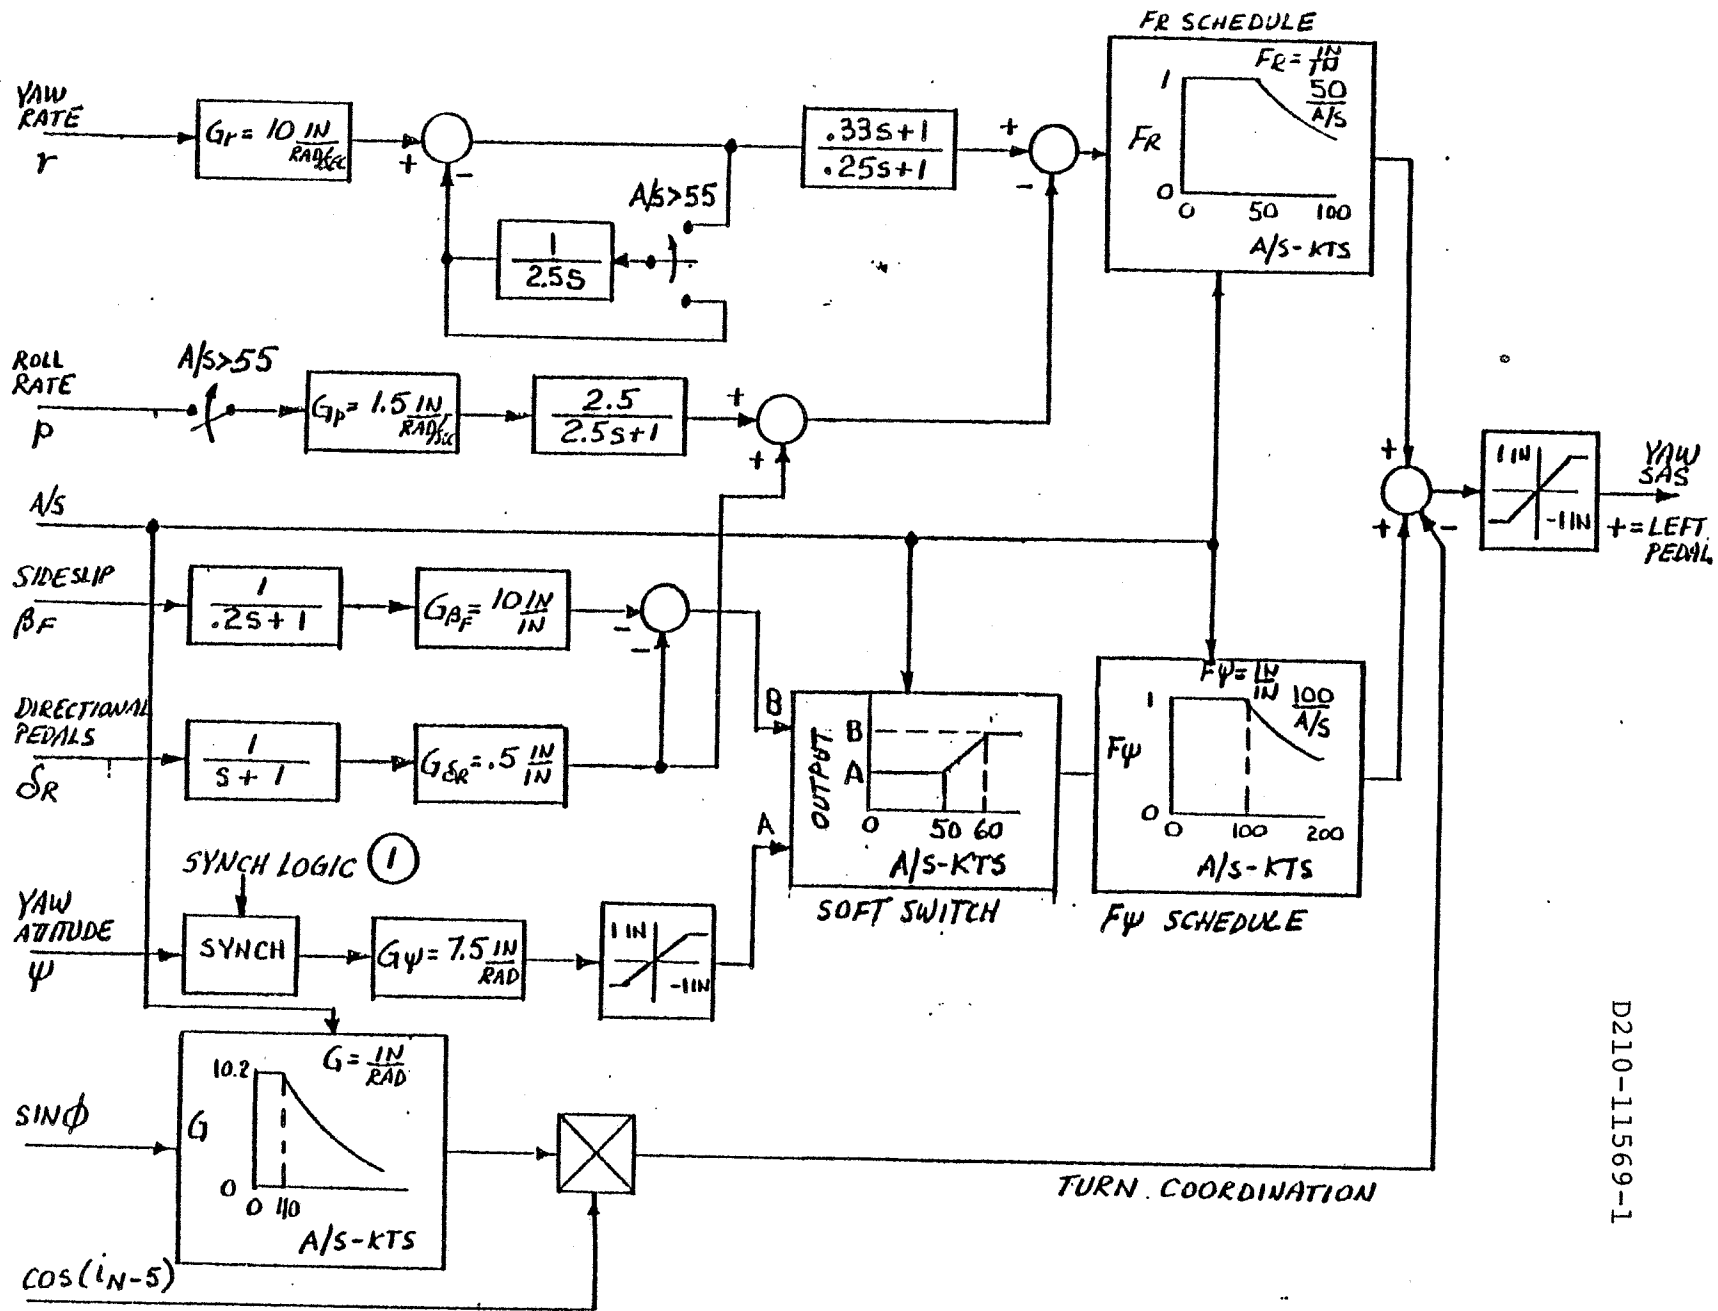 FR SCHEDULE
FR = IN/IN
50
A/S
1
FR
0
0 50 100
A/S-KTS
YAW
RATE
r
Gr = 10 IN
RAD/SEC
+
-
.33S+1
.25S+1
+
-
A/S>55
1
2.5S
ROLL
RATE
p
A/S>55
Gp = 1.5 IN
RAD/SEC
2.5
2.5S+1
+
+
A/S
SIDESLIP
βF
1
.2S+1
GβF = 10 IN
IN
-
-
DIRECTIONAL
PEDALS
δR
1
S+1
GδR = .5 IN
IN
B
A
OUTPUT
B
A
0 50 60
A/S-KTS
SOFT SWITCH
Fψ = IN
IN
100
A/S
1
Fψ
0
0 100 200
A/S-KTS
Fψ SCHEDULE
+
+
-
1 IN
-1 IN
YAW
SAS
+ = LEFT
PEDAL
SYNCH LOGIC 1
YAW
ATTITUDE
ψ
SYNCH
Gψ = 7.5 IN
RAD
1 IN
-1 IN
G = IN
RAD
10.2
G
0
0 40
A/S-KTS
SINϕ
COS(iN-5)
TURN COORDINATION
D210-11569-1